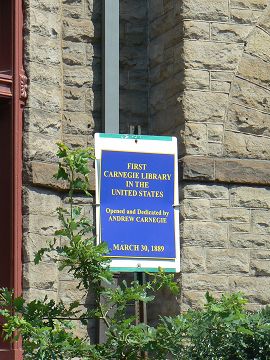 FIRST
CARNEGIE LIBRARY
IN THE
UNITED STATES
Opened and Dedicated by
ANDREW CARNEGIE
MARCH 30, 1889